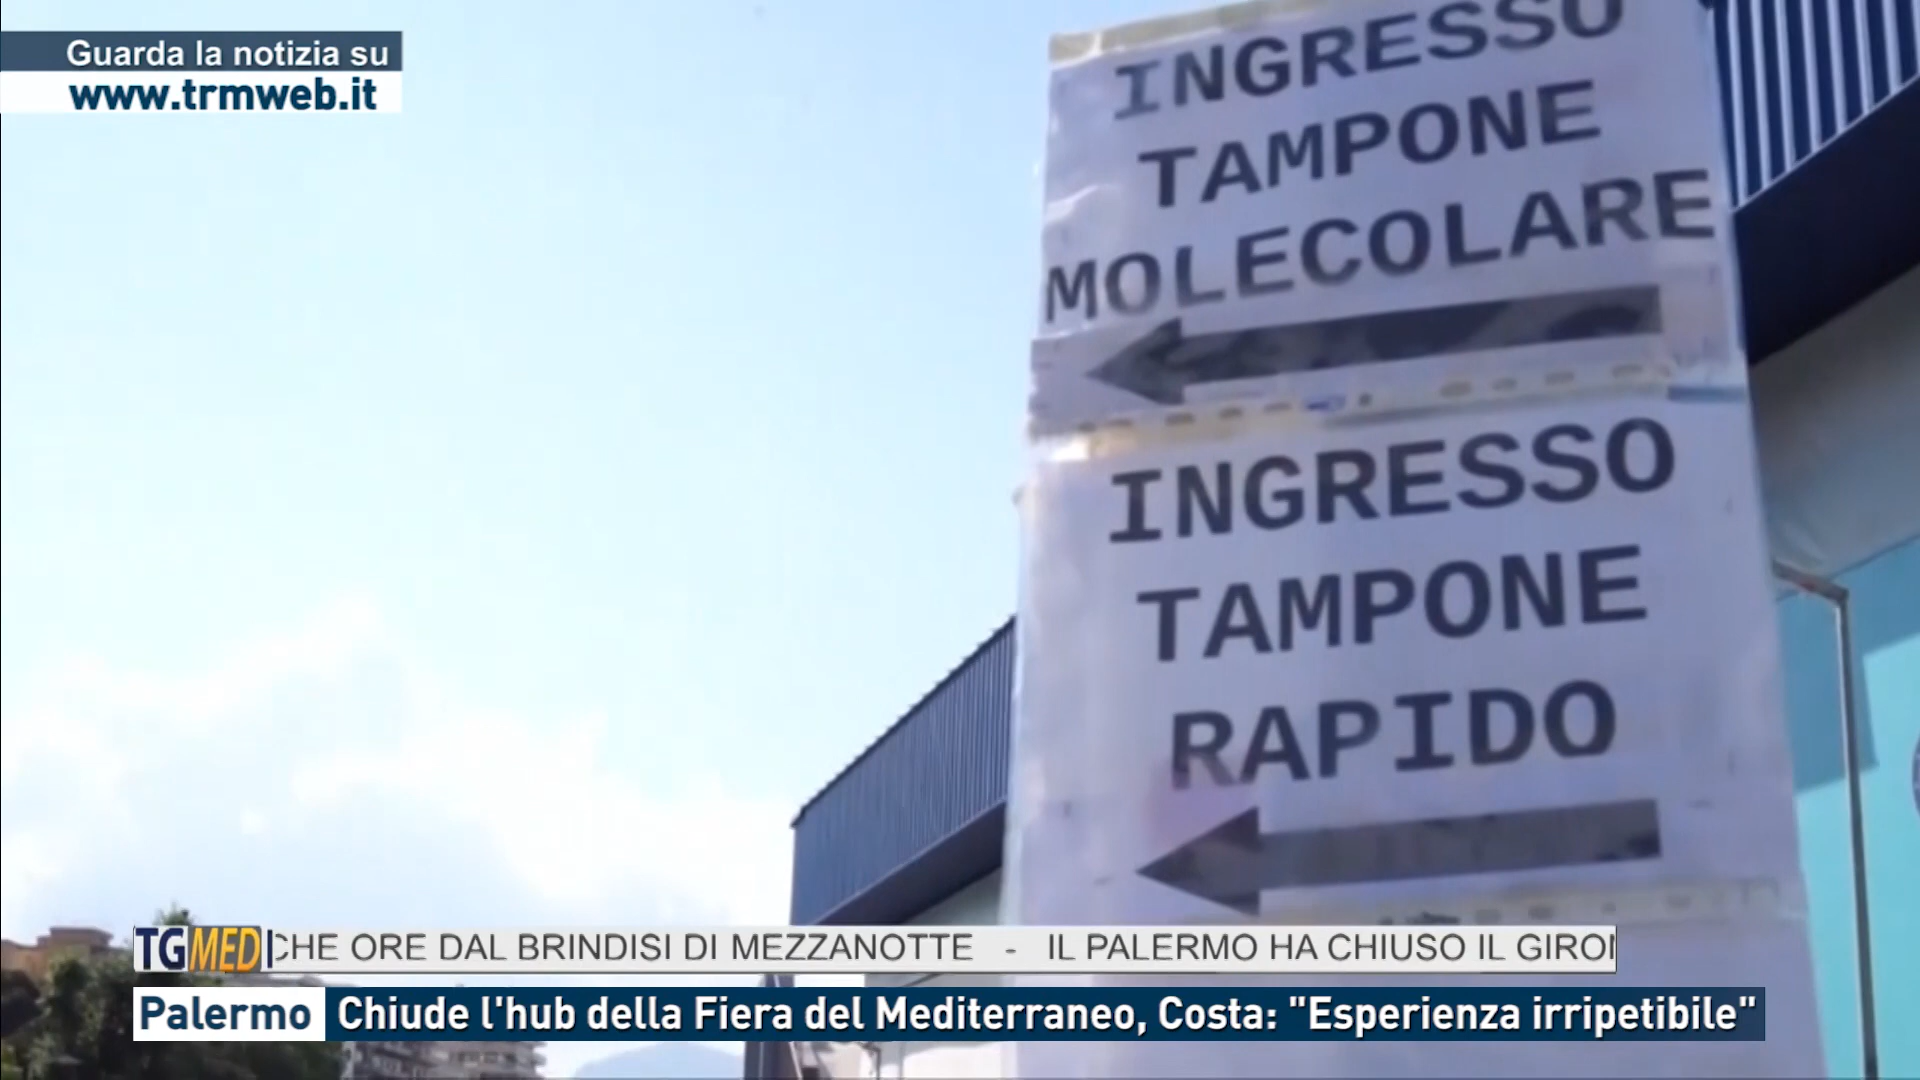 Guarda la notizia su
www.trmweb.it
INGRESSO
TAMPONE
MOLECOLARE
INGRESSO
TAMPONE
RAPIDO
TGMED
CHE ORE DAL BRINDISI DI MEZZANOTTE - IL PALERMO HA CHIUSO IL
Palermo Chiude l'hub della Fiera del Mediterraneo, Costa: "Esperienza irripetibile"